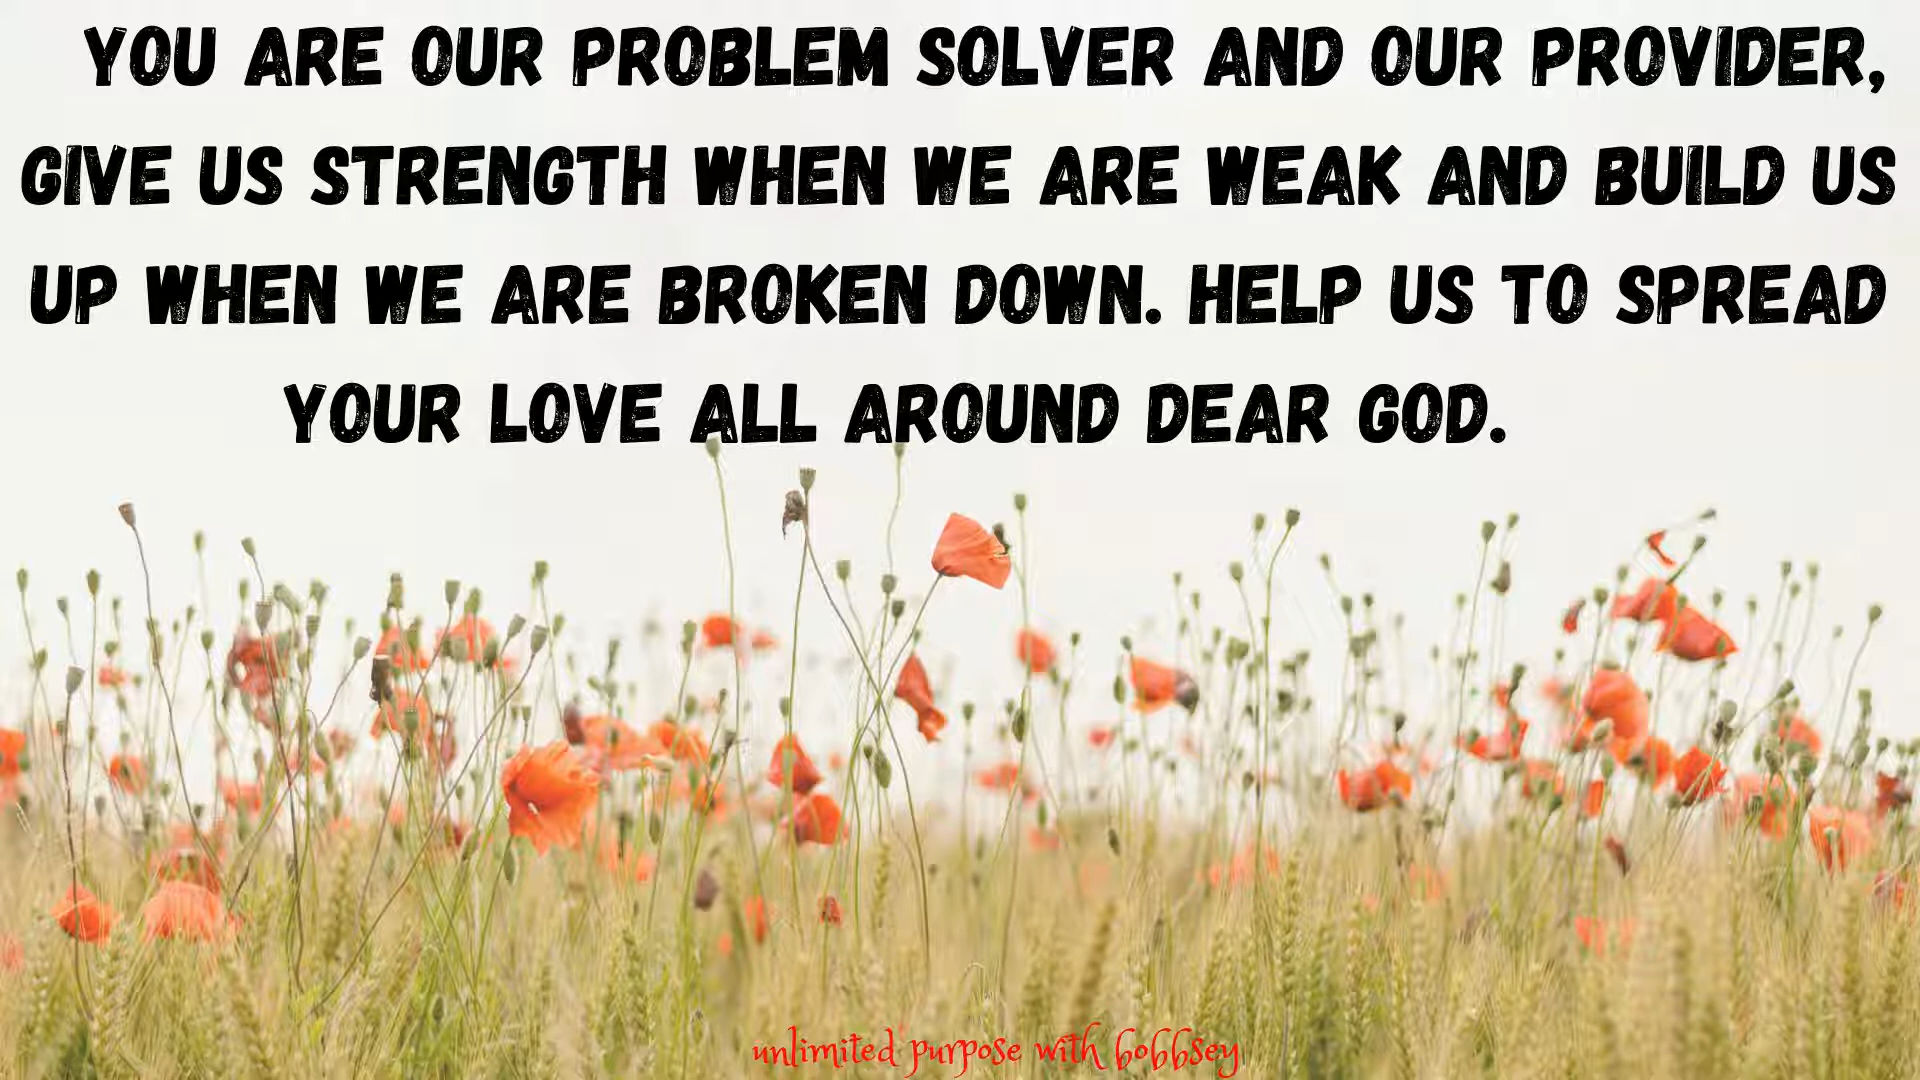 YOU ARE OUR PROBLEM SOLVER AND OUR PROVIDER,
GIVE US STRENGTH WHEN WE ARE WEAK AND BUILD US
UP WHEN WE ARE BROKEN DOWN. HELP US TO SPREAD
YOUR LOVE ALL AROUND DEAR GOD.
unlimited purpose with bobbsey